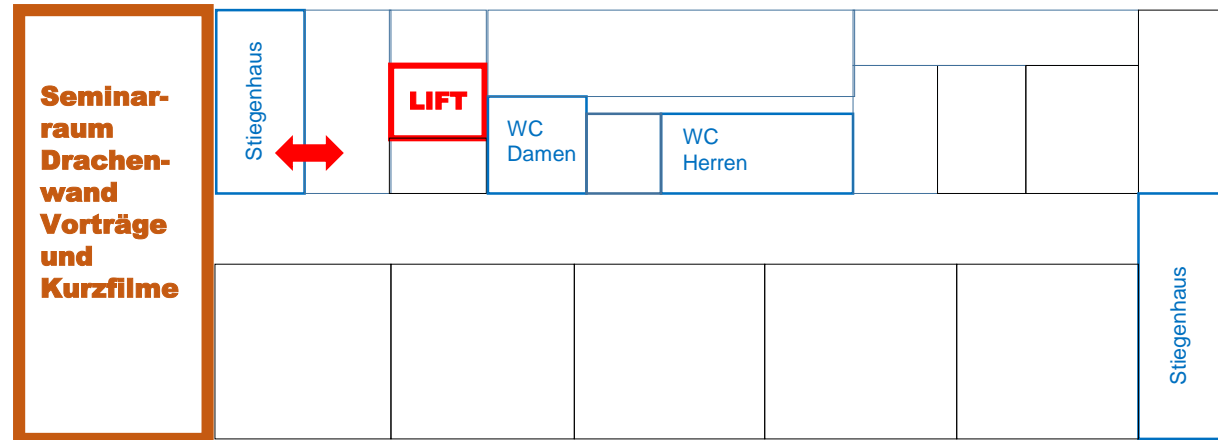 Seminar-
raum
Drachen-
wand
Vorträge
und
Kurzfilme
Stiegenhaus
LIFT
WC
Damen
WC
Herren
Stiegenhaus